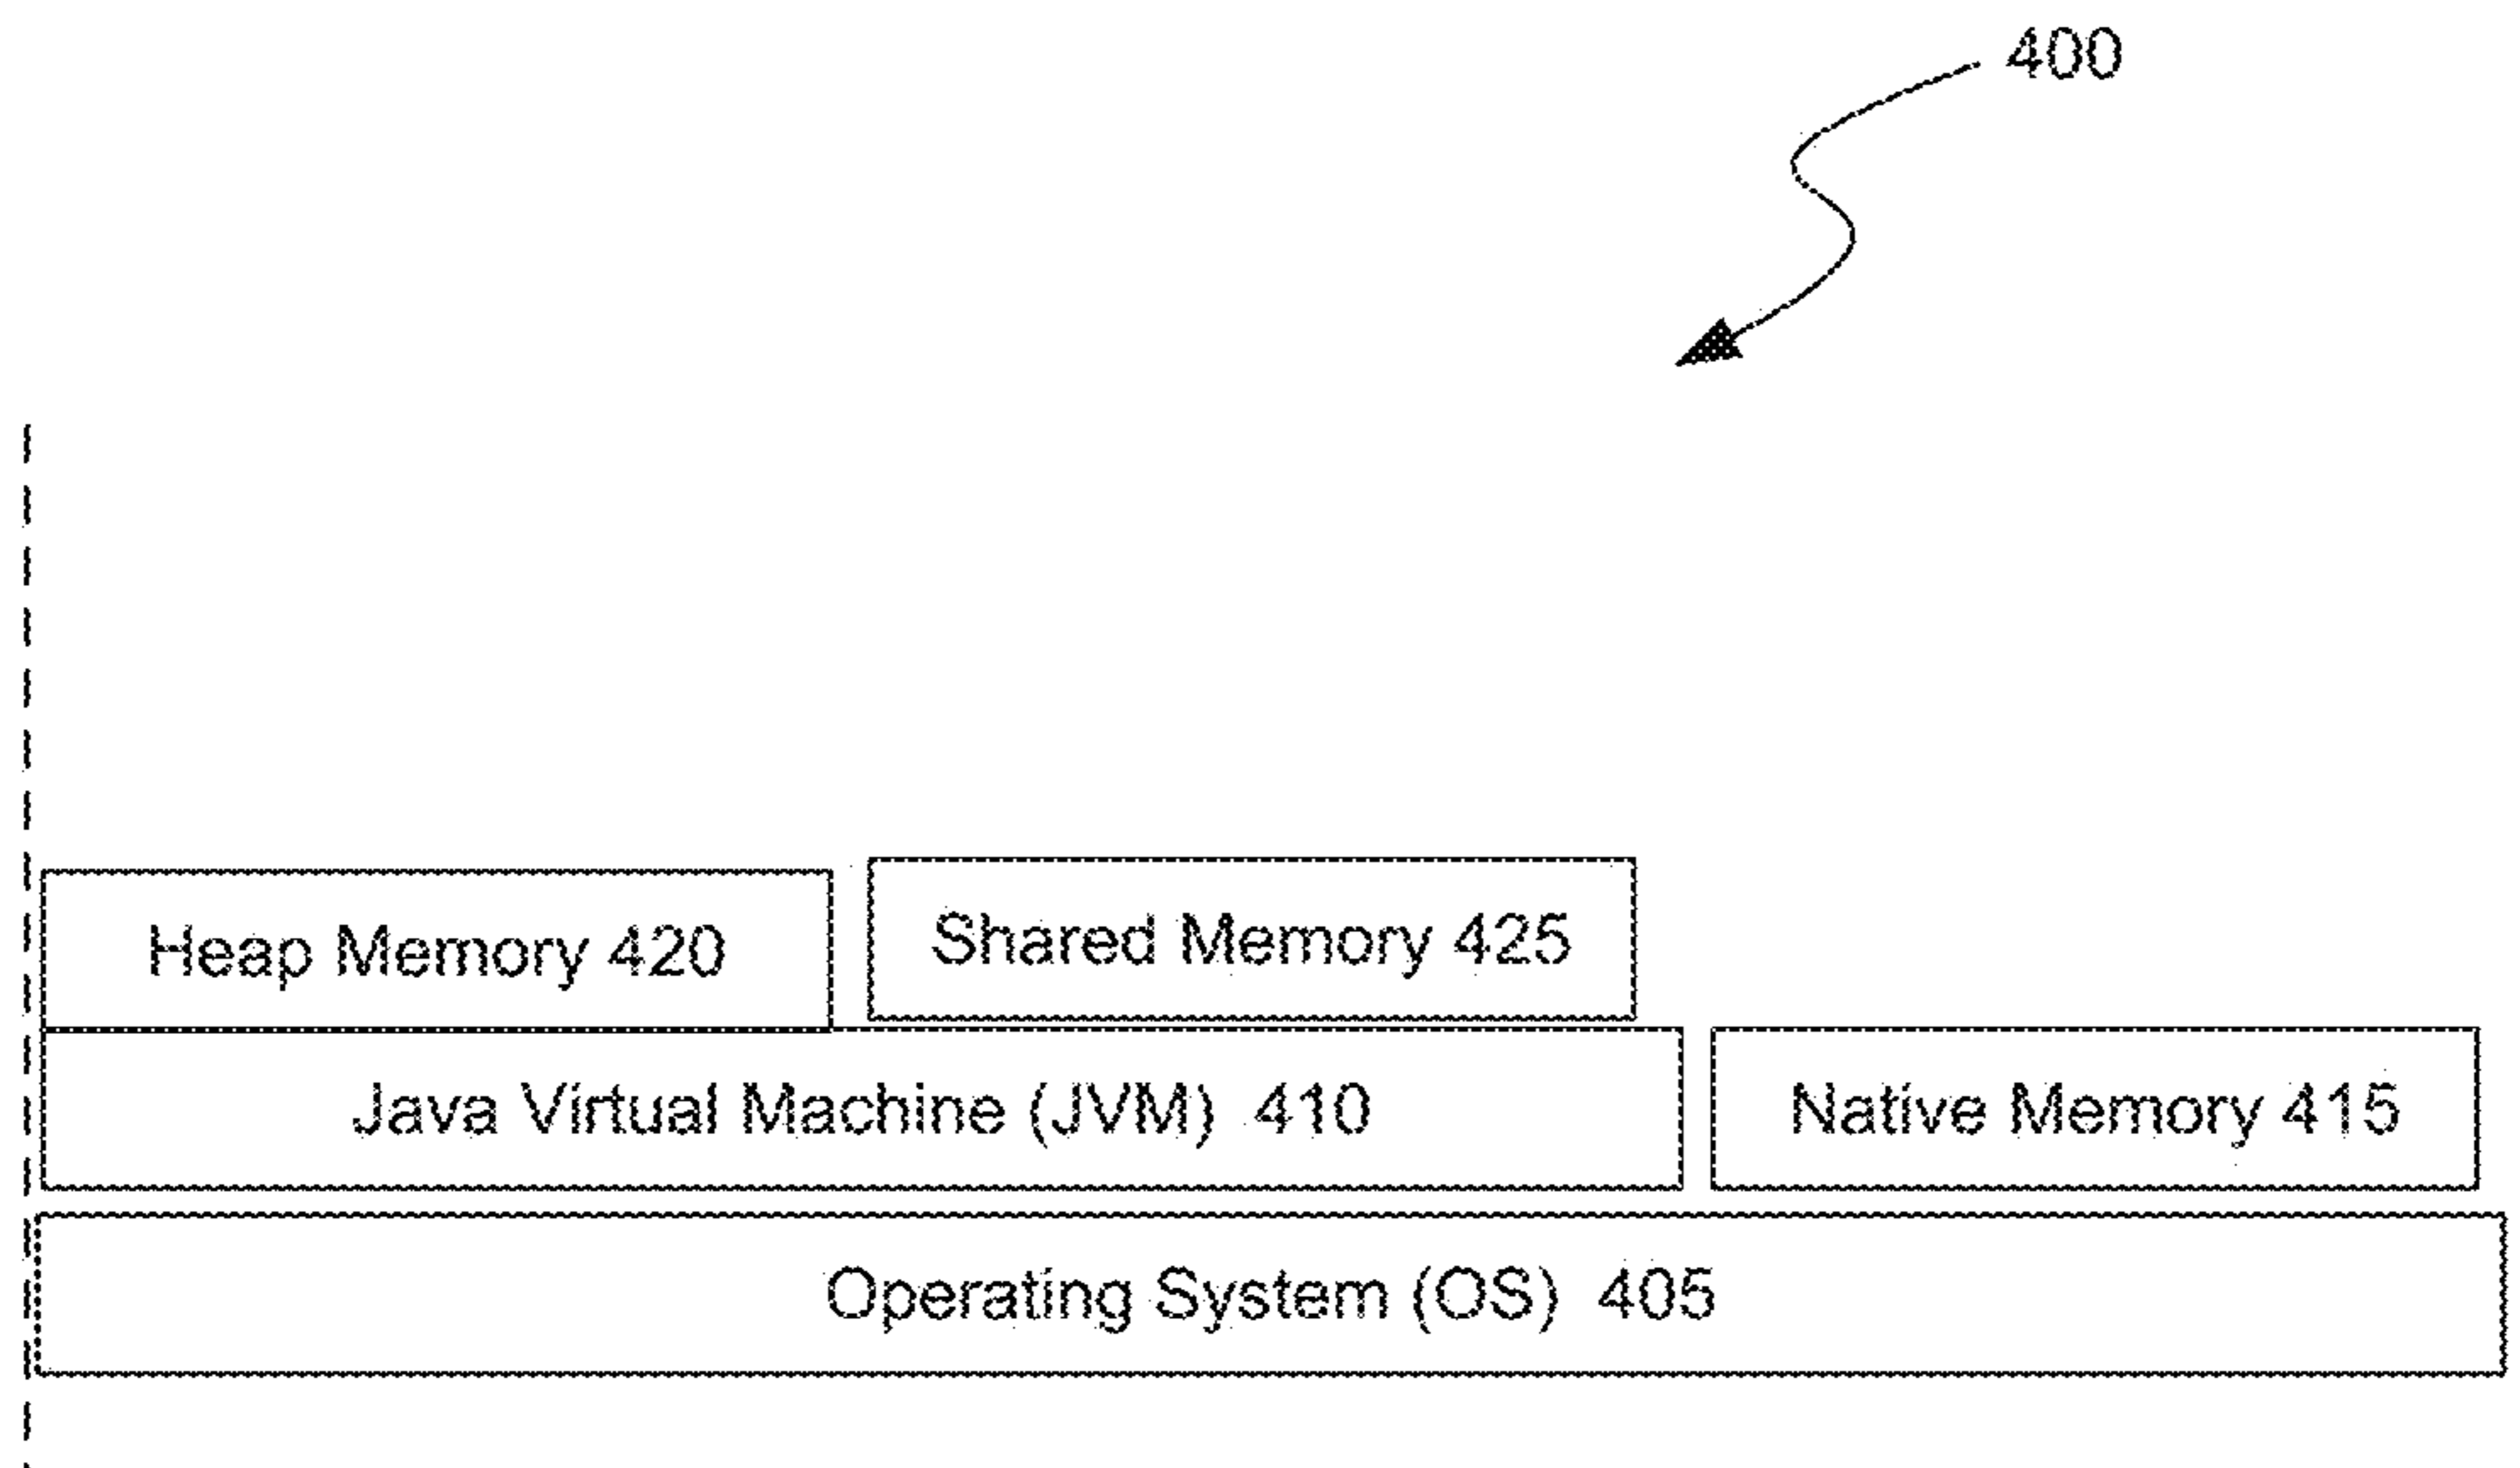 400
Heap Memory 420
Shared Memory 425
Java Virtual Machine (JVM) 410
Native Memory 415
Operating System (OS) 405